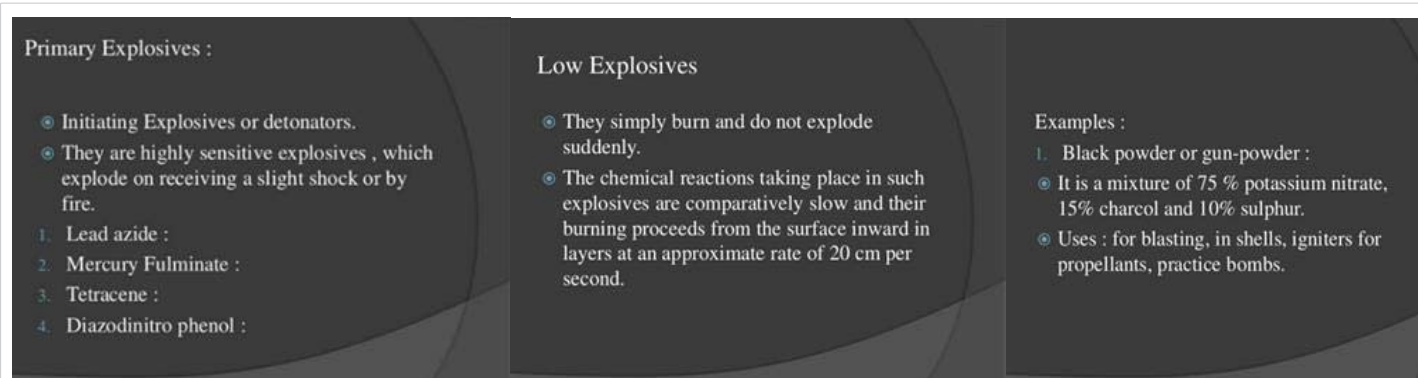 Primary Explosives :
Initiating Explosives or detonators.
They are highly sensitive explosives , which
explode on receiving a slight shock or by
fire.
1. Lead azide :
2. Mercury Fulminate :
3. Tetracene :
4. Diazodinitro phenol :
Low Explosives
They simply burn and do not explode
suddenly.
The chemical reactions taking place in such
explosives are comparatively slow and their
burning proceeds from the surface inward in
layers at an approximate rate of 20 cm per
second.
Examples :
1. Black powder or gun-powder :
It is a mixture of 75 % potassium nitrate,
15% charcol and 10% sulphur.
Uses : for blasting, in shells, igniters for
propellants, practice bombs.